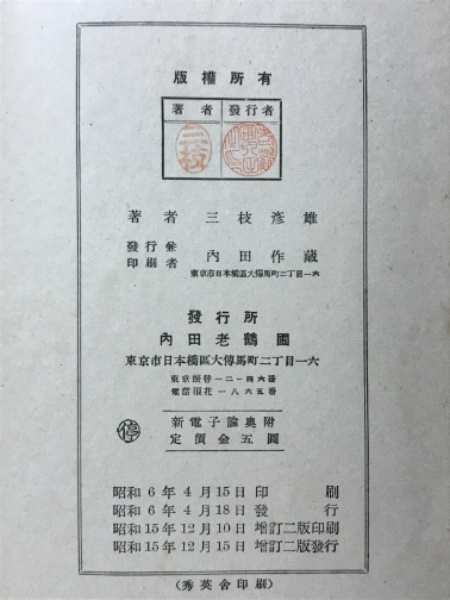 版權所有
著者 發行者
三枝
著者 三枝彥雄
發行兼
印刷者 內田作藏
東京市日本橋區大傳馬町二丁目一六
發行所
內田老鶴圃
東京市日本橋區大傳馬町二丁目一六
東京振替一二一四六番
電話浪花一八六五番
停 新電子論奧附
定價金五圓
昭和6年4月15日印刷
昭和6年4月18日發行
昭和15年12月10日增訂二版印刷
昭和15年12月15日增訂二版發行
(秀英舍印刷)